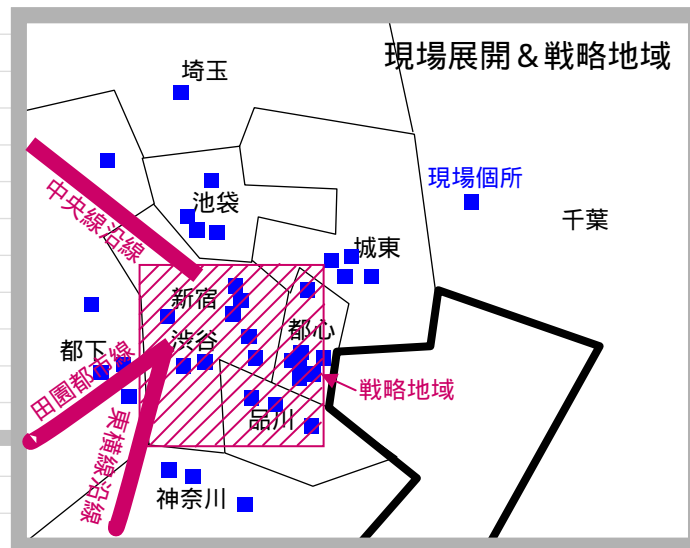 現場展開＆戦略地域
埼玉
現場個所
千葉
中央線沿線
池袋
城東
新宿
都心
渋谷
都下
田園都市線
戦略地域
品川
東横線沿線
神奈川